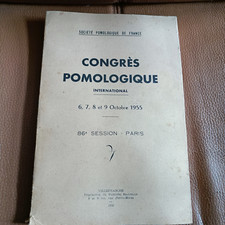 SOCIÉTÉ POMOLOGIQUE DE FRANCE
CONGRÈS
POMOLOGIQUE
INTERNATIONAL
6, 7, 8 et 9 Octobre 1955
86e SESSION - PARIS